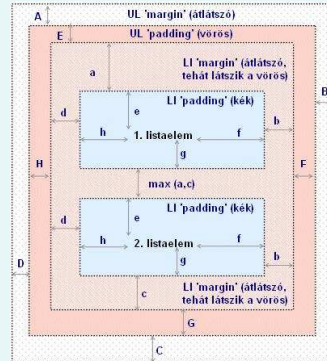 A
UL 'margin' (átlátszó)
E
UL 'padding' (vörös)
a
LI 'margin' (átlátszó,
tehát látszik a vörös)
B
LI 'padding' (kék)
d
e
b
h
1. listaelem
f
g
H
max (a,c)
F
LI 'padding' (kék)
d
e
b
h
2. listaelem
f
g
D
c
LI 'margin' (átlátszó,
tehát látszik a vörös)
G
C